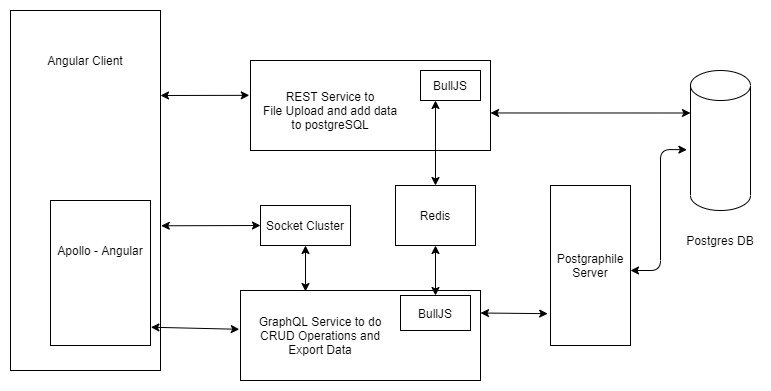 Angular Client
REST Service to
File Upload and add data
to postgreSQL
BullJS
Apollo - Angular
Socket Cluster
Redis
Postgraphile
Server
Postgres DB
GraphQL Service to do
CRUD Operations and
Export Data
BullJS